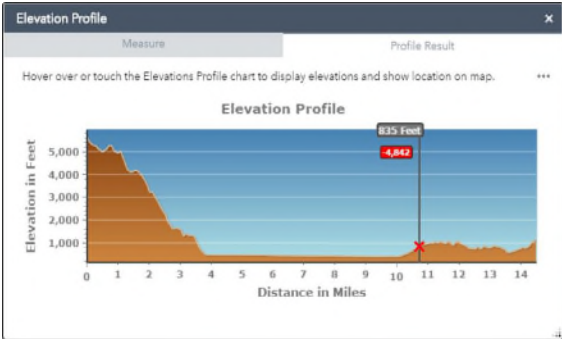 Elevation Profile ×
Measure Profile Result
Hover over or touch the Elevations Profile chart to display elevations and show location on map. •••
Elevation Profile
835 Feet
-4,842
Elevation in Feet
5,000
4,000
3,000
2,000
1,000
0 1 2 3 4 5 6 7 8 9 10 11 12 13 14
Distance in Miles